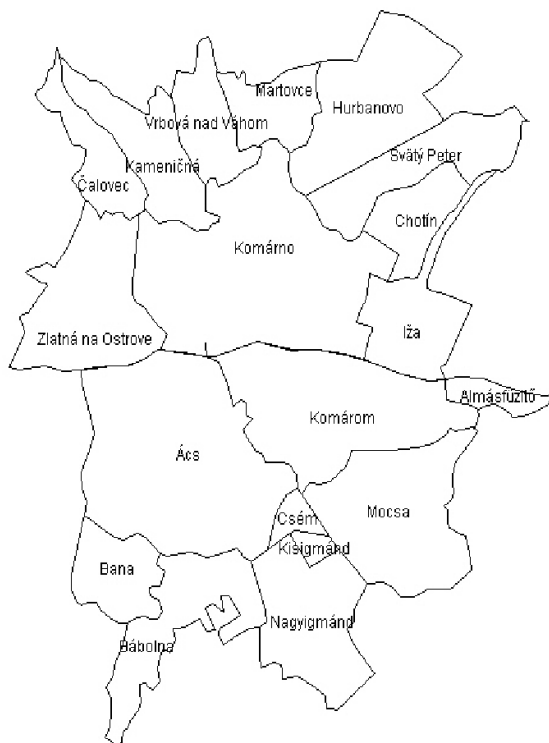 Martovce
Hurbanovo
Vrbová nad Váhom
Svätý Peter
Kameničná
Čalovec
Chotín
Komárno
Zlatná na Ostrove
Iža
Almásfüzítő
Komárom
Ács
Csém
Mocsa
Kisigmánd
Bana
Nagyigmánd
Bábolna